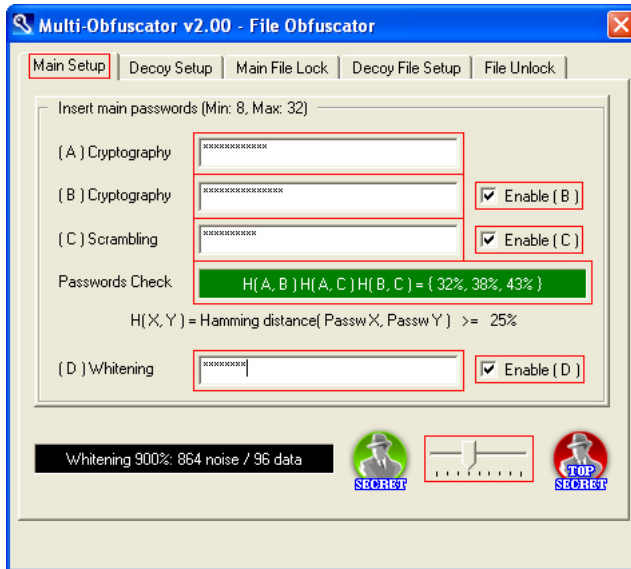 Multi-Obfuscator v2.00 - File Obfuscator
Main Setup Decoy Setup Main File Lock Decoy File Setup File Unlock
Insert main passwords (Min: 8, Max: 32)
( A ) Cryptography ************
( B ) Cryptography *************** Enable ( B )
( C ) Scrambling ********** Enable ( C )
Passwords Check H( A, B ) H( A, C ) H( B, C ) = { 32%, 38%, 43% }
H( X, Y ) = Hamming distance( Passw X, Passw Y ) >= 25%
( D ) Whitening ******** Enable ( D )
Whitening 900%: 864 noise / 96 data
SECRET
TOP
SECRET